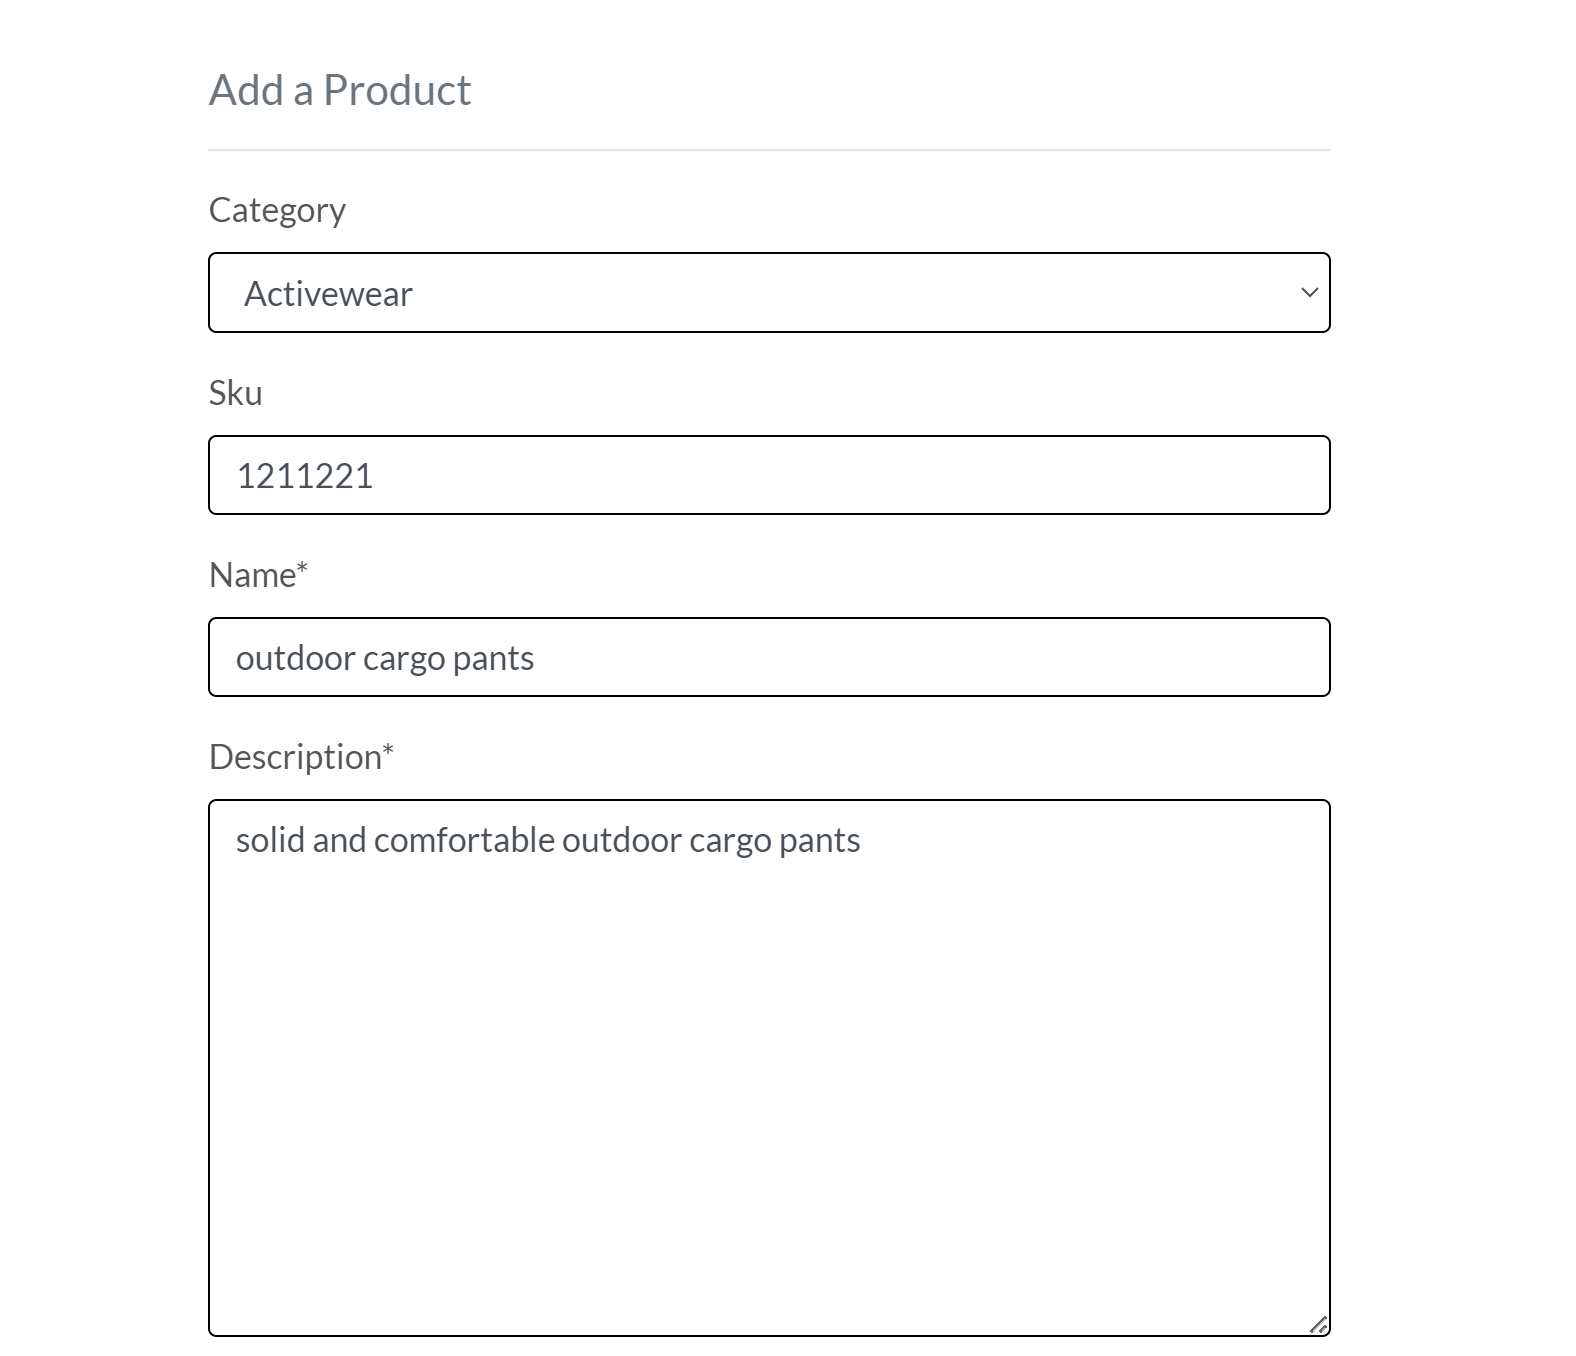 Add a Product
Category
Activewear
Sku
1211221
Name*
outdoor cargo pants
Description*
solid and comfortable outdoor cargo pants